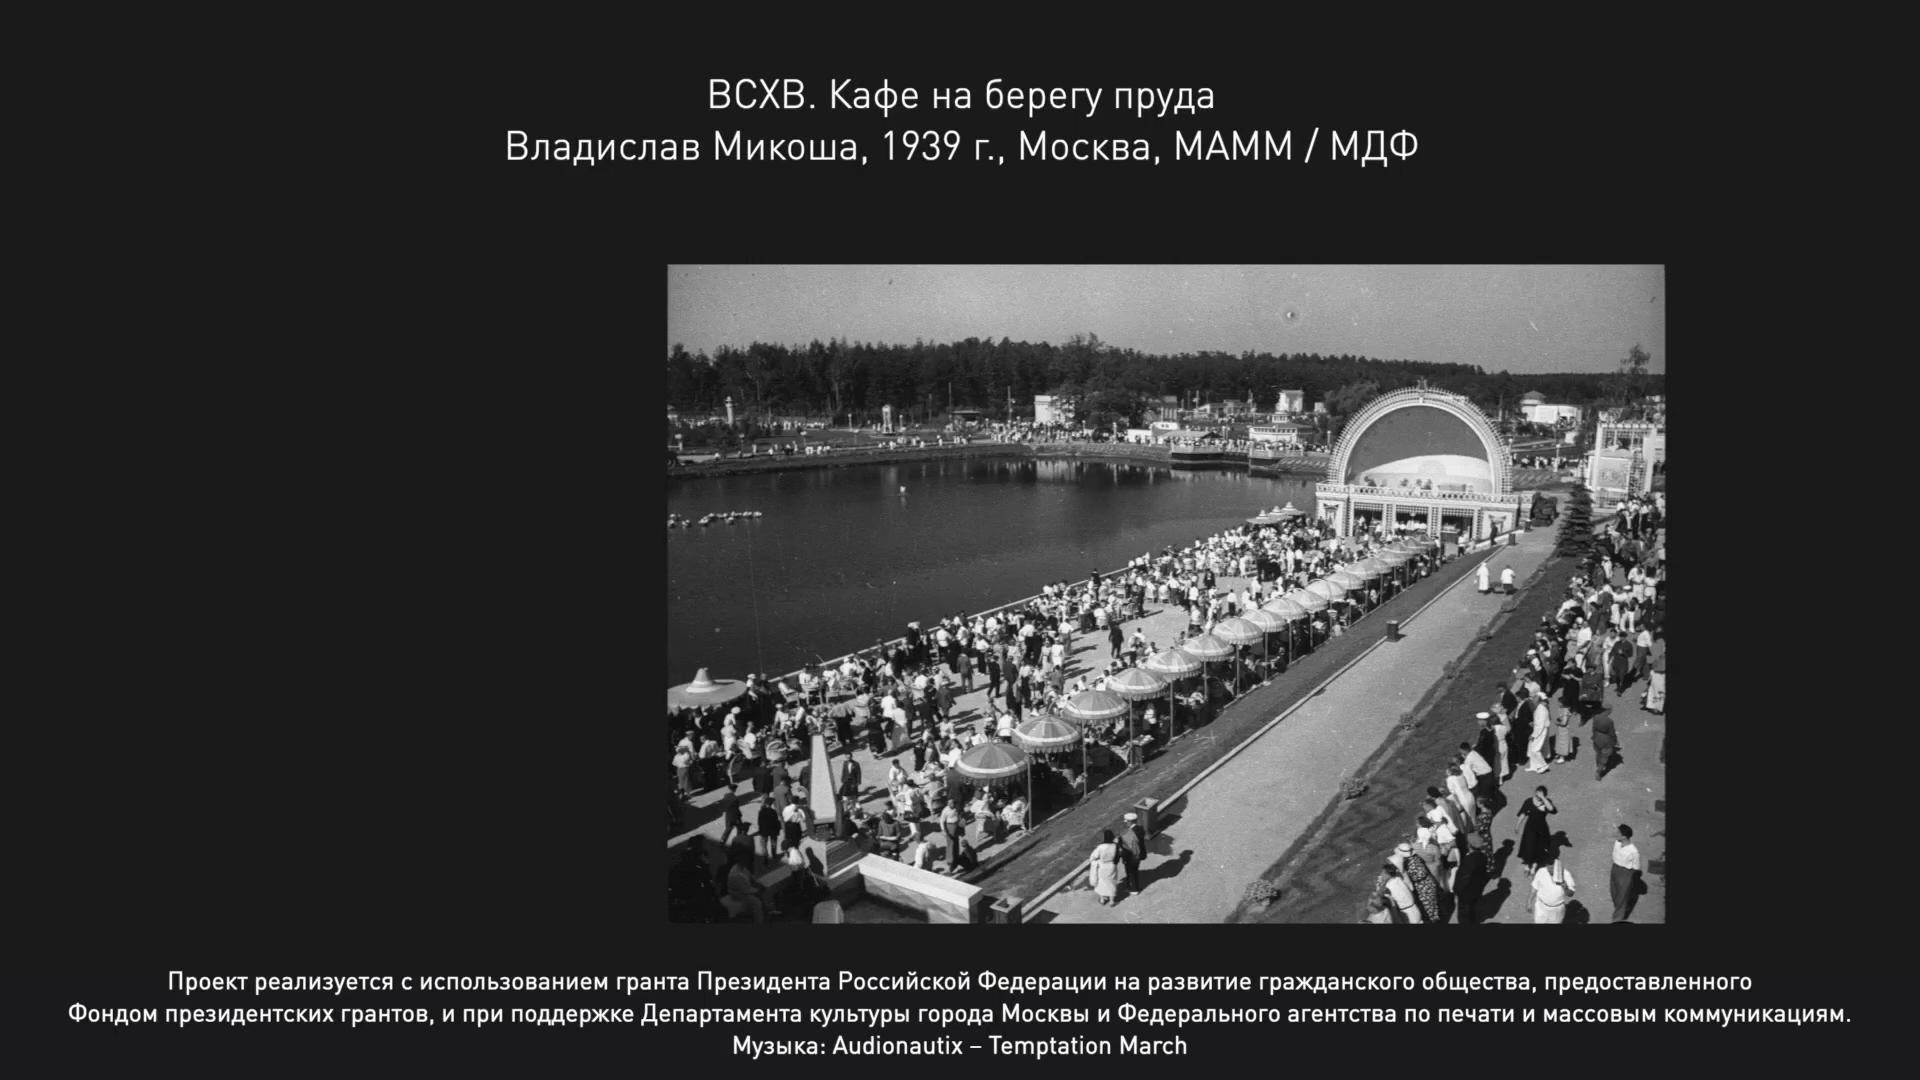 ВСХВ. Кафе на берегу пруда
Владислав Микоша, 1939 г., Москва, МАММ / МДФ
Проект реализуется с использованием гранта Президента Российской Федерации на развитие гражданского общества, предоставленного
Фондом президентских грантов, и при поддержке Департамента культуры города Москвы и Федерального агентства по печати и массовым коммуникациям.
Музыка: Audionautix – Temptation March